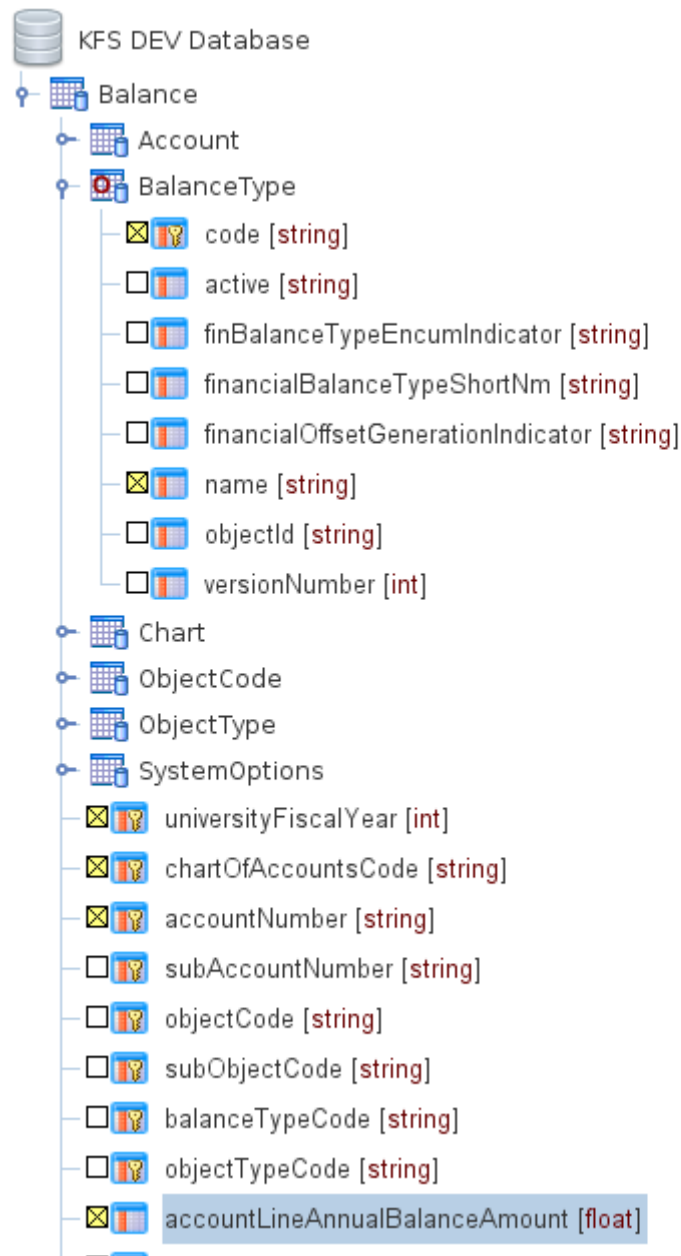 KFS DEV Database
Balance
Account
BalanceType
code [string]
active [string]
finBalanceTypeEncumIndicator [string]
financialBalanceTypeShortNm [string]
financialOffsetGenerationIndicator [string]
name [string]
objectId [string]
versionNumber [int]
Chart
ObjectCode
ObjectType
SystemOptions
universityFiscalYear [int]
chartOfAccountsCode [string]
accountNumber [string]
subAccountNumber [string]
objectCode [string]
subObjectCode [string]
balanceTypeCode [string]
objectTypeCode [string]
accountLineAnnualBalanceAmount [float]